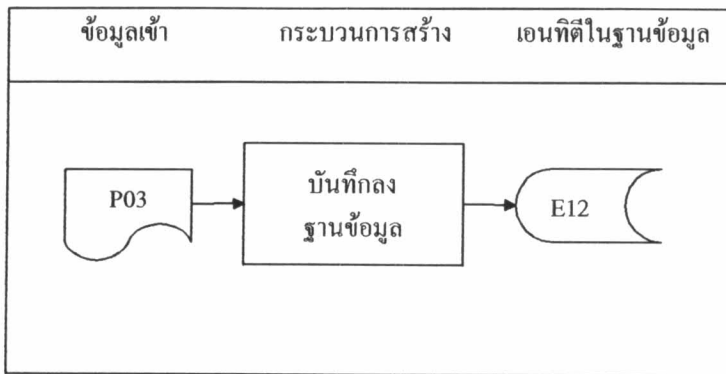 ข้อมูลเข้า กระบวนการสร้าง เอนทิตีในฐานข้อมูล
P03
บันทึกลง
ฐานข้อมูล
E12